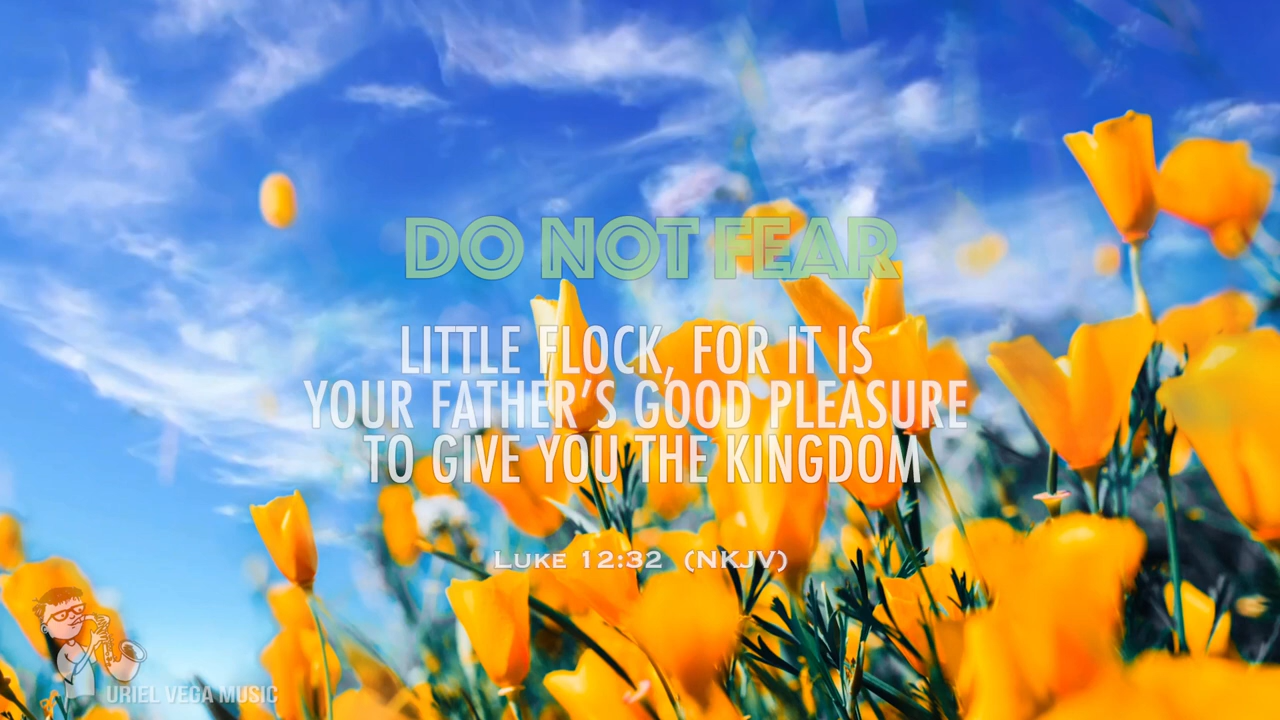 DO NOT FEAR
LITTLE FLOCK, FOR IT IS
YOUR FATHER'S GOOD PLEASURE
TO GIVE YOU THE KINGDOM
LUKE 12:32 (NKJV)
URIEL VEGA MUSIC